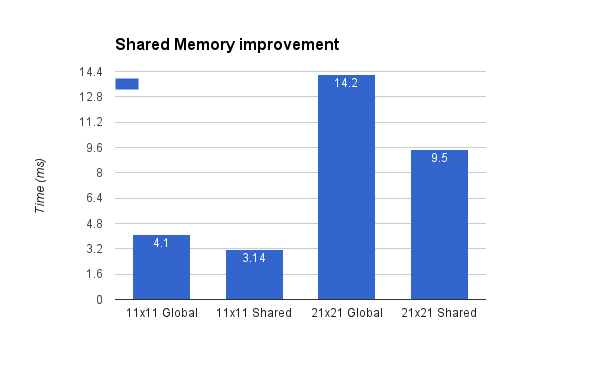 Shared Memory improvement
Time (ms)
14.4
12.8
11.2
9.6
8
6.4
4.8
3.2
1.6
0
4.1
3.14
14.2
9.5
11x11 Global
11x11 Shared
21x21 Global
21x21 Shared